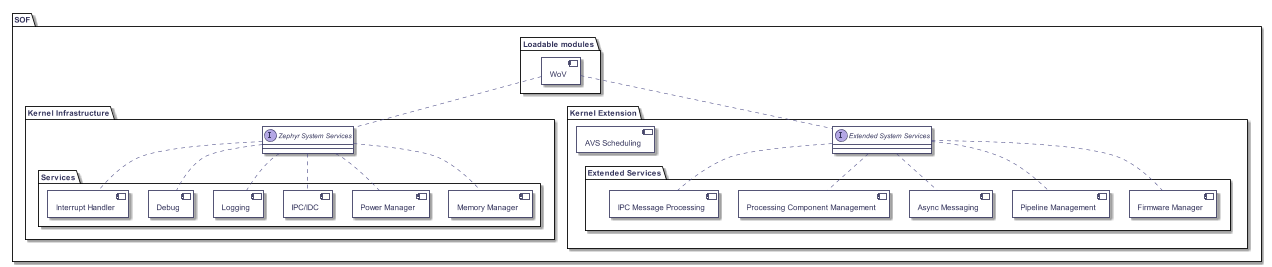 SOF
Loadable modules
WoV
Kernel Infrastructure
I Zephyr System Services
Services
Interrupt Handler
Debug
Logging
IPC/IDC
Power Manager
Memory Manager
Kernel Extension
AVS Scheduling
I Extended System Services
Extended Services
IPC Message Processing
Processing Component Management
Async Messaging
Pipeline Management
Firmware Manager